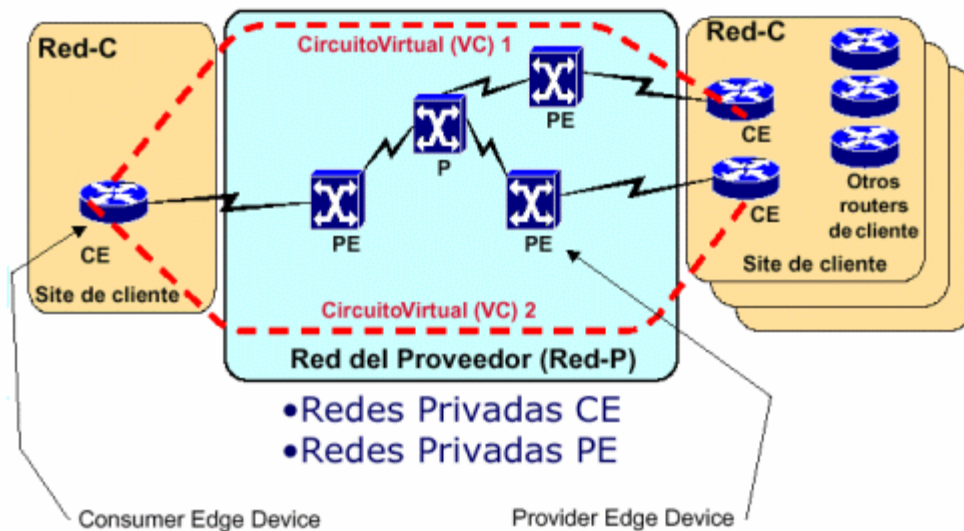 Red-C
CircuitoVirtual (VC) 1
Red-C
PE
CE
P
Otros
routers
de cliente
CE
PE
PE
CE
Site de cliente
Site de cliente
CircuitoVirtual (VC) 2
Red del Proveedor (Red-P)
•Redes Privadas CE
•Redes Privadas PE
Consumer Edge Device
Provider Edge Device